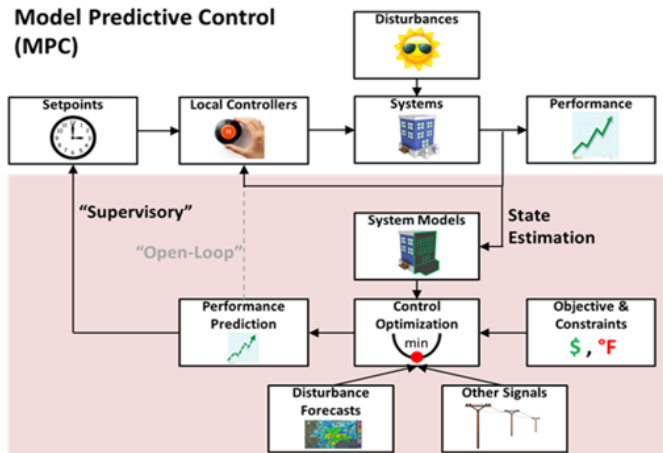 Model Predictive Control
(MPC)
Disturbances
Setpoints
Local Controllers
Systems
Performance
“Supervisory”
“Open-Loop”
System Models
State
Estimation
Performance
Prediction
Control
Optimization
min
Objective &
Constraints
$ , °F
Disturbance
Forecasts
Other Signals